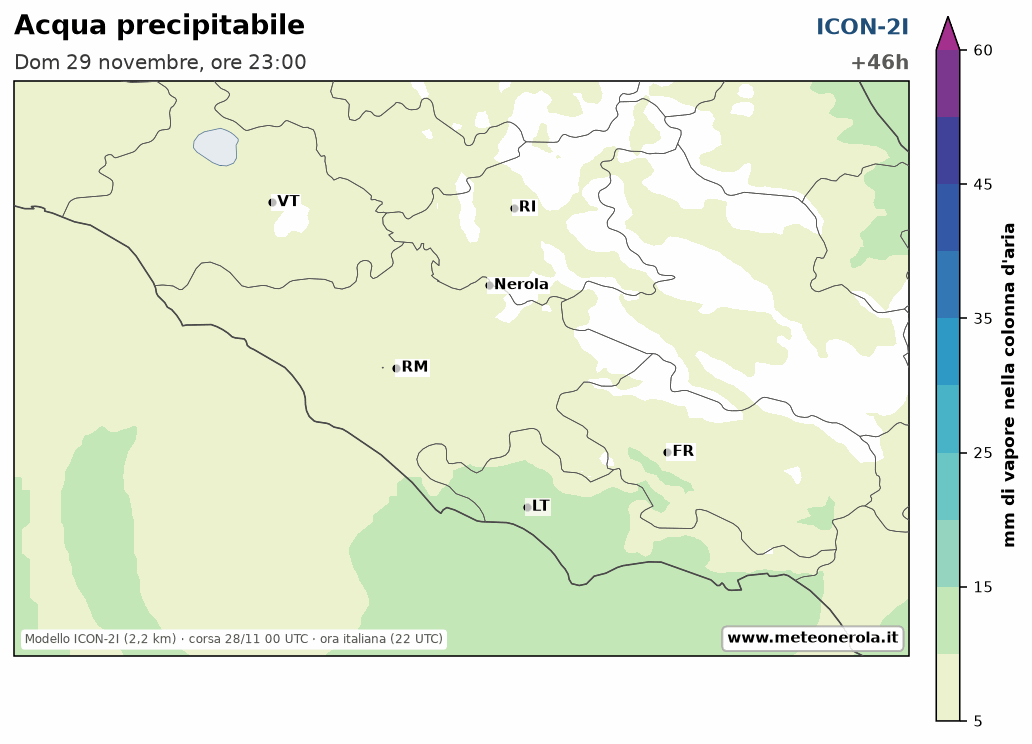 Acqua precipitabile
ICON-2I
Dom 29 novembre, ore 23:00
+46h
60
45
35
25
15
5
mm di vapore nella colonna d'aria
VT
RI
Nerola
RM
FR
LT
Modello ICON-2I (2,2 km) · corsa 28/11 00 UTC · ora italiana (22 UTC)
www.meteonerola.it